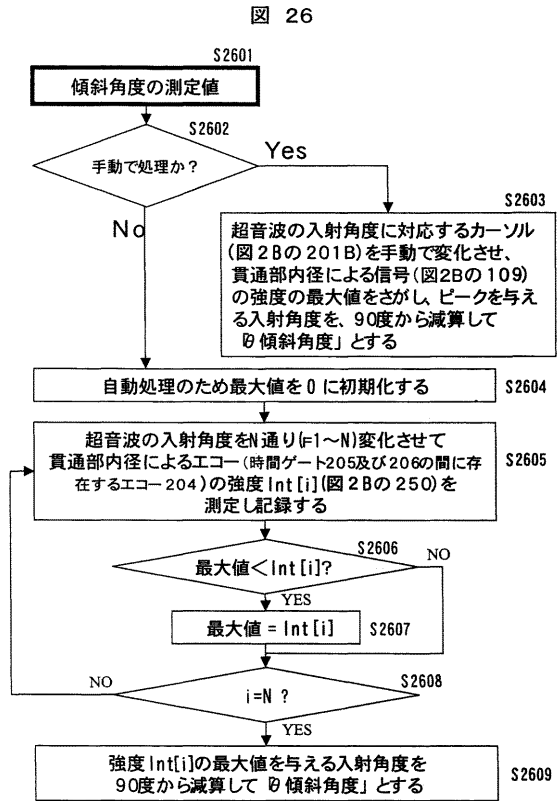 図 26
S2601
傾斜角度の測定値
S2602
手動で処理か?
Yes
No
S2603
超音波の入射角度に対応するカーソル
(図2Bの201B)を手動で変化させ、
貫通部内径による信号(図2Bの109)
の強度の最大値をさがし、ピークを与え
る入射角度を、90度から減算して
「θ傾斜角度」とする
自動処理のため最大値を0に初期化する
S2604
超音波の入射角度をN通り(i=1~N)変化させて
貫通部内径によるエコー(時間ゲート205及び206の間に存
在するエコー204)の強度Int[i](図2Bの250)を
測定し記録する
S2605
S2606
最大値<Int[i]?
NO
YES
最大値=Int[i]
S2607
S2608
NO
i=N ?
YES
強度Int[i]の最大値を与える入射角度を
90度から減算して「θ傾斜角度」とする
S2609